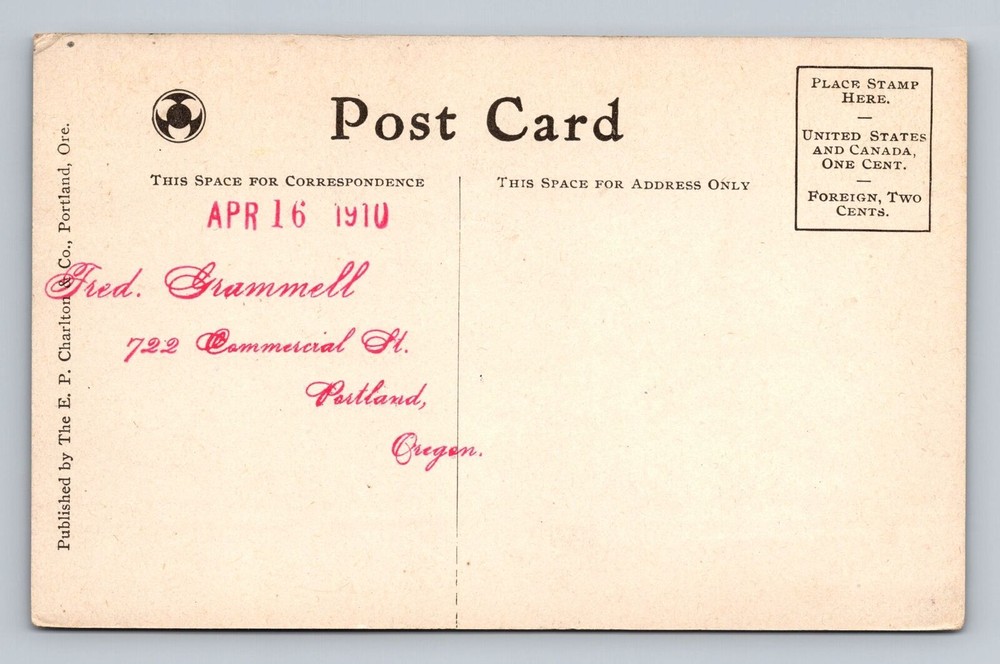 Post Card
THIS SPACE FOR CORRESPONDENCE
THIS SPACE FOR ADDRESS ONLY
PLACE STAMP
HERE.
UNITED STATES
AND CANADA,
ONE CENT.
FOREIGN, TWO
CENTS.
APR 16 1910
Fred. Grammell
722 Commercial St.
Portland,
Oregon.
Published by The E. P. Charlton & Co., Portland, Ore.